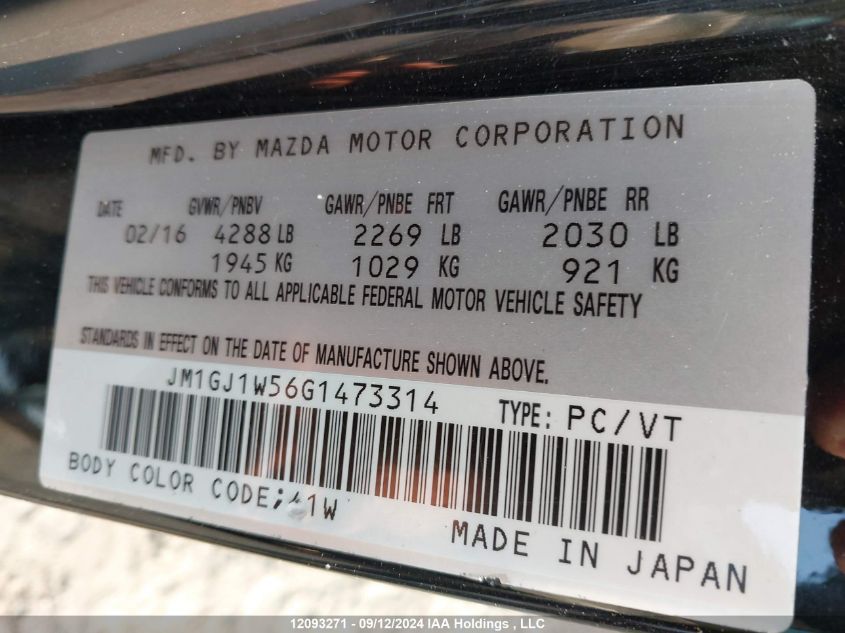 MFD. BY MAZDA MOTOR CORPORATION
DATE GVWR/PNBV GAWR/PNBE FRT GAWR/PNBE RR
02/16 4288 LB 2269 LB 2030 LB
1945 KG 1029 KG 921 KG
THIS VEHICLE CONFORMS TO ALL APPLICABLE FEDERAL MOTOR VEHICLE SAFETY
STANDARDS IN EFFECT ON THE DATE OF MANUFACTURE SHOWN ABOVE.
JM1GJ1W56G1473314 TYPE: PC/VT
BODY COLOR CODE; 41W
MADE IN JAPAN
12093271 - 09/12/2024 IAA Holdings , LLC